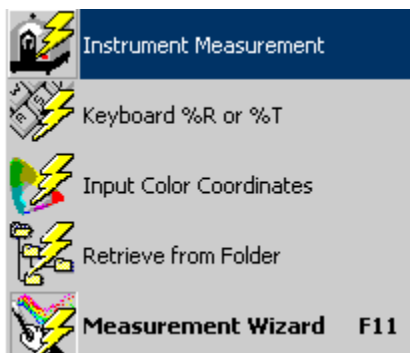 Instrument Measurement
Keyboard %R or %T
Input Color Coordinates
Retrieve from Folder
Measurement Wizard F11